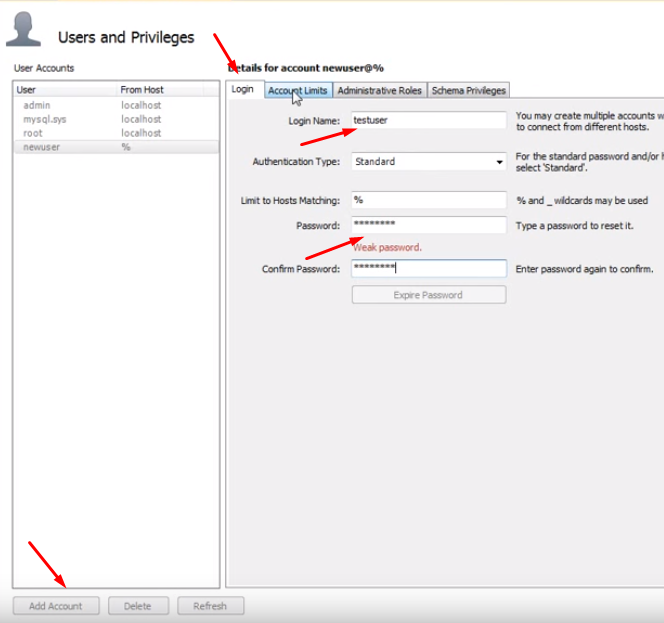 Users and Privileges
User Accounts
User From Host
admin localhost
mysql.sys localhost
root localhost
newuser %
Details for account newuser@%
Login Account Limits Administrative Roles Schema Privileges
Login Name: testuser
You may create multiple accounts w
to connect from different hosts.
Authentication Type: Standard
For the standard password and/or h
select 'Standard'.
Limit to Hosts Matching: % % and _ wildcards may be used
Password: ******** Type a password to reset it.
Weak password.
Confirm Password: ******** Enter password again to confirm.
Expire Password
Add Account Delete Refresh